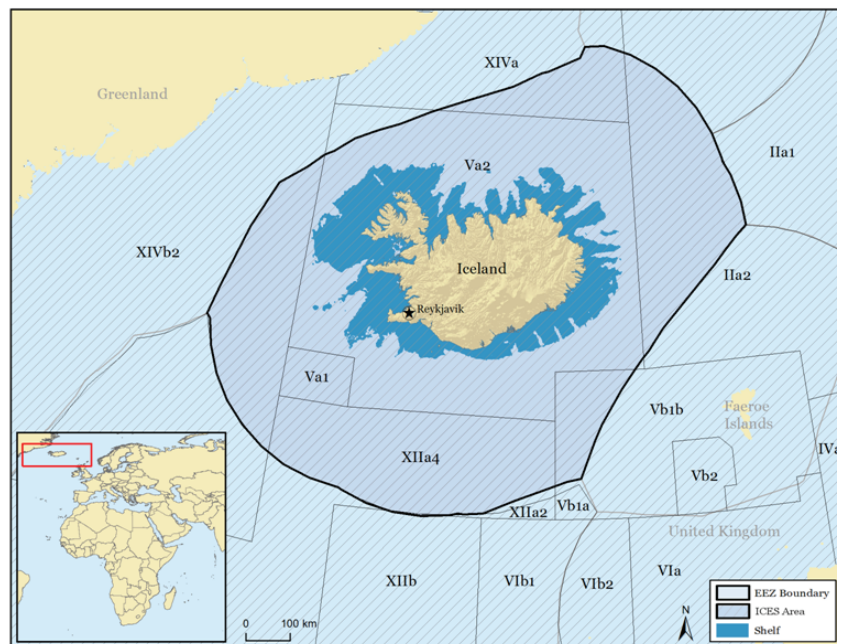 XIVa
Greenland
IIa1
Va2
XIVb2
Iceland
IIa2
Reykjavik
Va1
Vb1b
Faeroe
Islands
IVa
XIIa4
Vb2
XIIa2
Vb1a
United Kingdom
XIIb
VIb1
VIb2
VIa
EEZ Boundary
ICES Area
Shelf
0
100 km
N